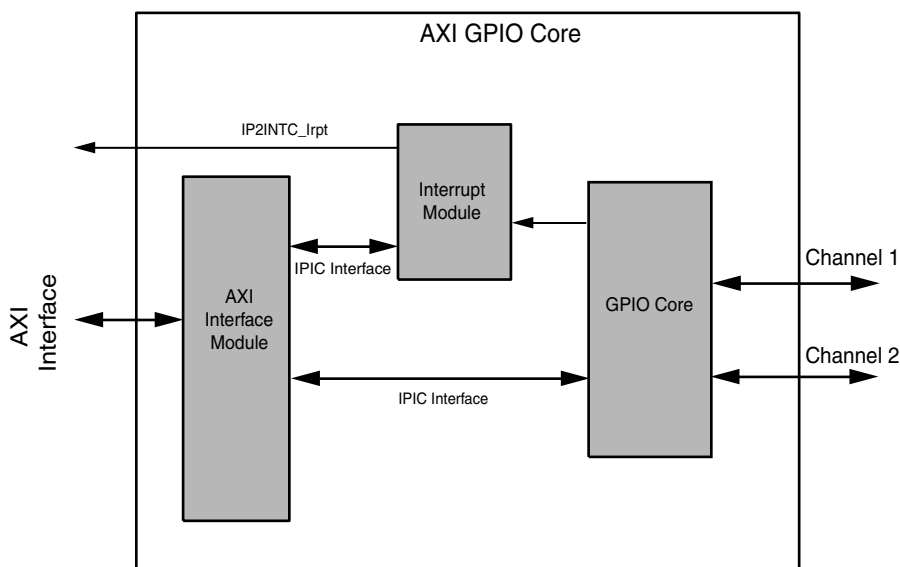 AXI GPIO Core
IP2INTC_Irpt
Interrupt
Module
IPIC Interface
AXI
Interface
Module
GPIO Core
Channel 1
Channel 2
AXI
Interface
IPIC Interface